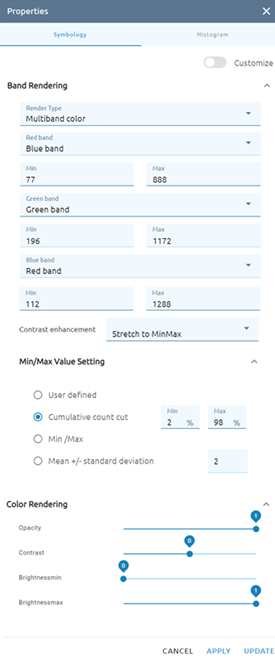 Properties ×
Symbology Histogram
Customize
Band Rendering
Render Type
Multiband color
Red band
Blue band
Min Max
77 888
Green band
Green band
Min Max
196 1172
Blue band
Red band
Min Max
112 1288
Contrast enhancement Stretch to MinMax
Min/Max Value Setting
User defined
Cumulative count cut Min 2 % Max 98 %
Min /Max
Mean +/- standard deviation 2
Color Rendering
Opacity 1
Contrast 0
Brightnessmin 0
Brightnessmax 1
CANCEL APPLY UPDATE